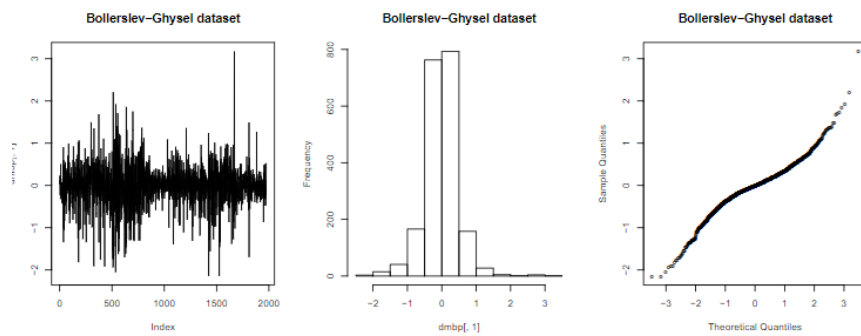 Bollerslev-Ghysel dataset
3
2
1
0
-1
-2
0 500 1000 1500 2000
Index
Bollerslev-Ghysel dataset
Frequency
800
600
400
200
0
-2 -1 0 1 2 3
dmbp[, 1]
Bollerslev-Ghysel dataset
Sample Quantiles
3
2
1
0
-1
-2
-3 -2 -1 0 1 2 3
Theoretical Quantiles